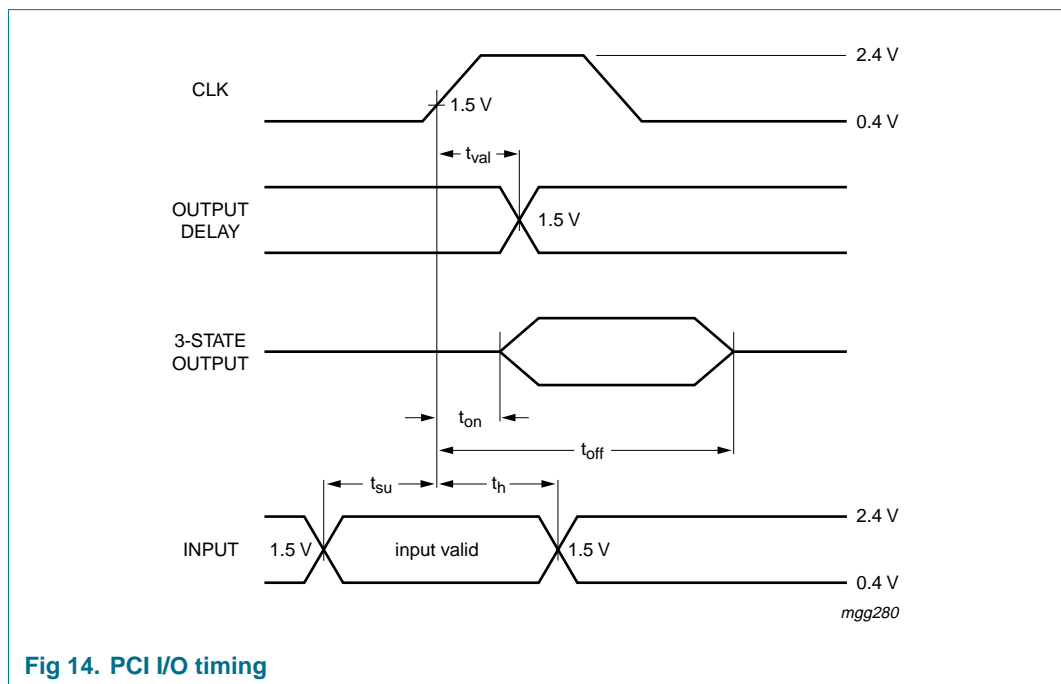 2.4 V
CLK
1.5 V
0.4 V
tval
OUTPUT
DELAY
1.5 V
3-STATE
OUTPUT
ton
toff
tsu
th
2.4 V
INPUT
1.5 V
input valid
1.5 V
0.4 V
mgg280
Fig 14. PCI I/O timing